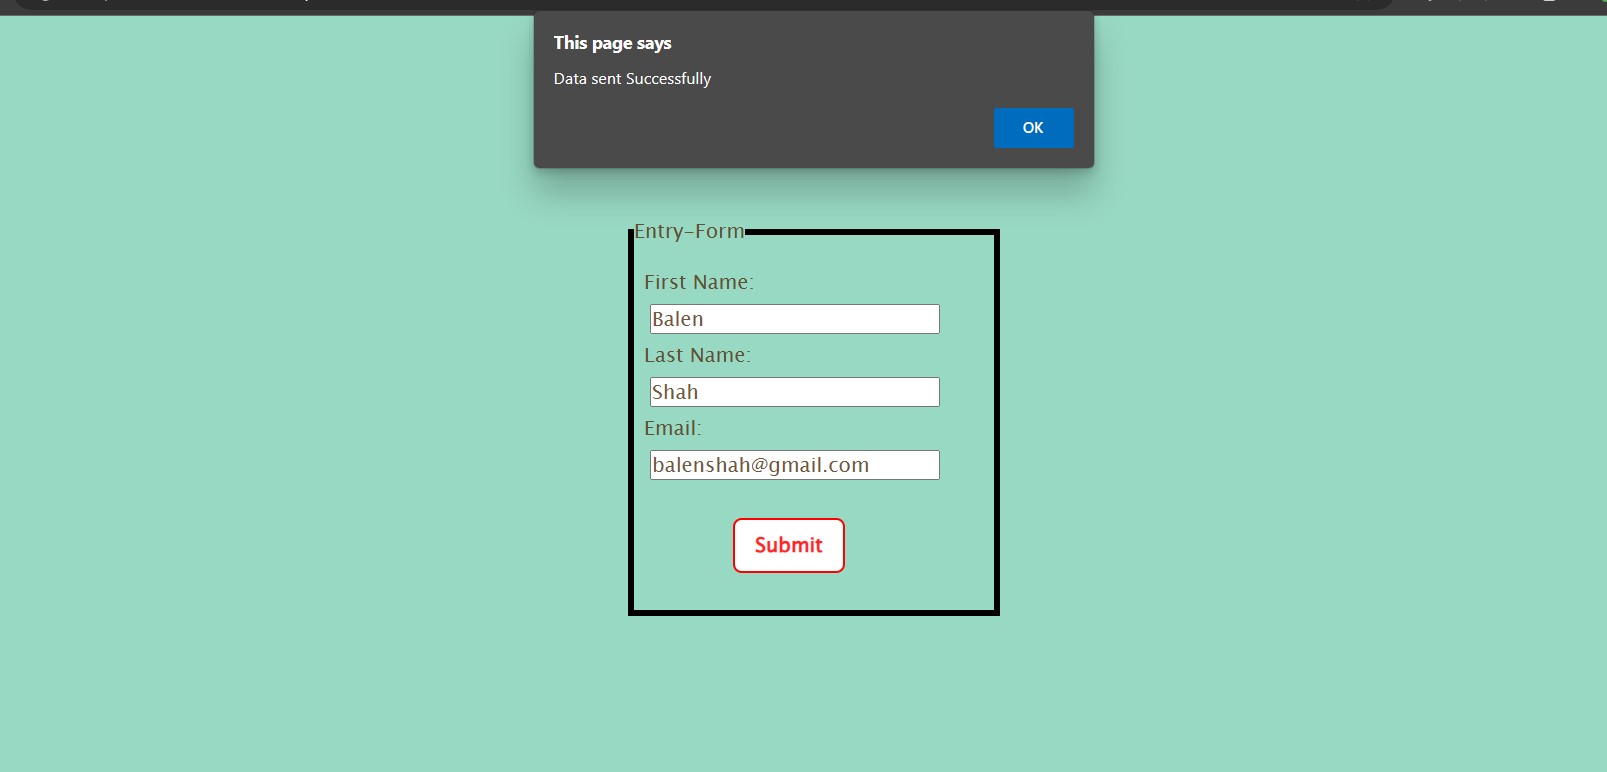 This page says
Data sent Successfully
OK
Entry-Form
First Name:
Balen
Last Name:
Shah
Email:
balenshah@gmail.com
Submit